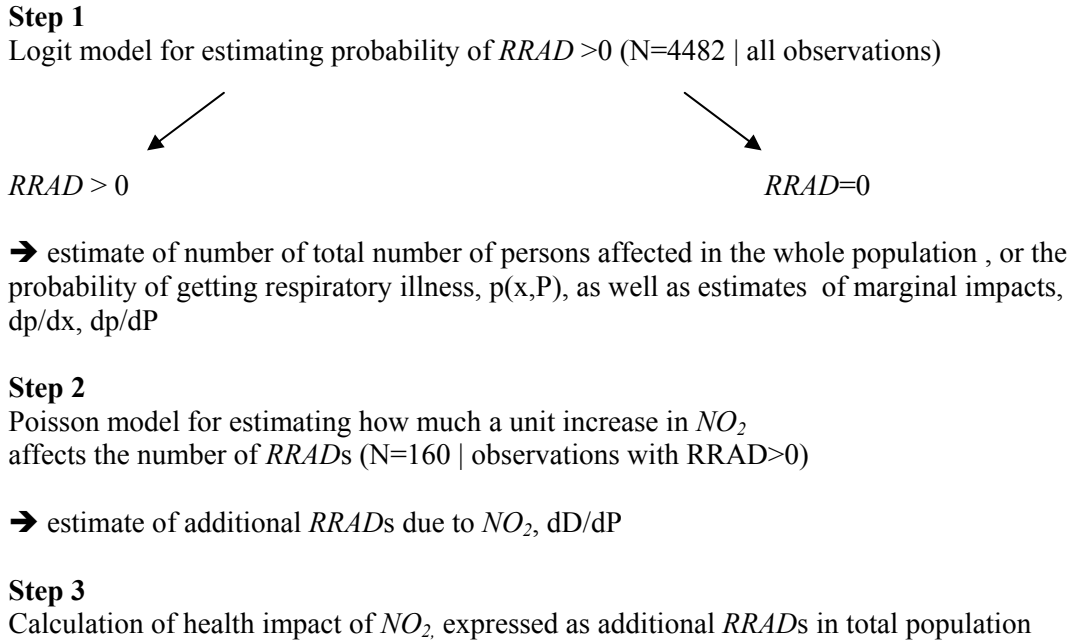 Step 1
Logit model for estimating probability of RRAD >0 (N=4482 | all observations)
RRAD > 0 RRAD=0
➔ estimate of number of total number of persons affected in the whole population , or the
probability of getting respiratory illness, p(x,P), as well as estimates of marginal impacts,
dp/dx, dp/dP
Step 2
Poisson model for estimating how much a unit increase in NO2
affects the number of RRADs (N=160 | observations with RRAD>0)
➔ estimate of additional RRADs due to NO2, dD/dP
Step 3
Calculation of health impact of NO2, expressed as additional RRADs in total population